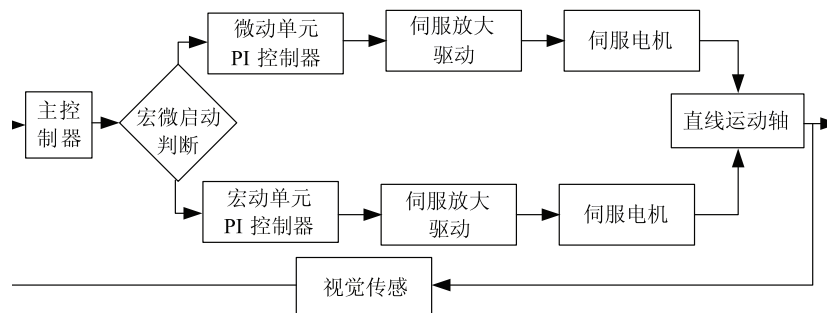 微动单元
PI 控制器
伺服放大
驱动
伺服电机
主控
制器
宏微启动
判断
直线运动轴
宏动单元
PI 控制器
伺服放大
驱动
伺服电机
视觉传感